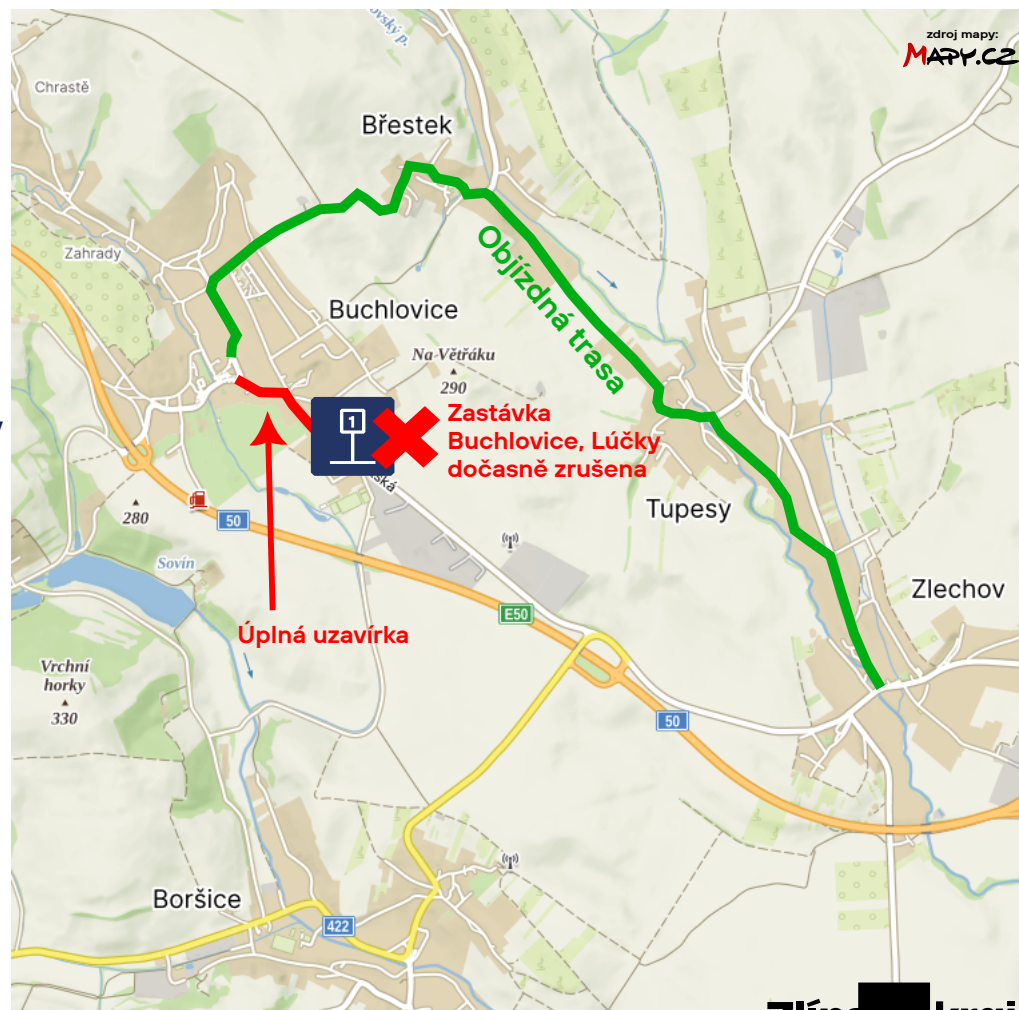 zdroj mapy:
MAPY.CZ
Chrastě
Břestek
Zahrady
Objízdná trasa
Buchlovice
Na Větřáku
290
1
Zastávka
Buchlovice, Lúčky
dočasně zrušena
280
50
Tupesy
Sovín
E50
Zlechov
Úplná uzavírka
Vrchní
horky
330
50
Boršice
422